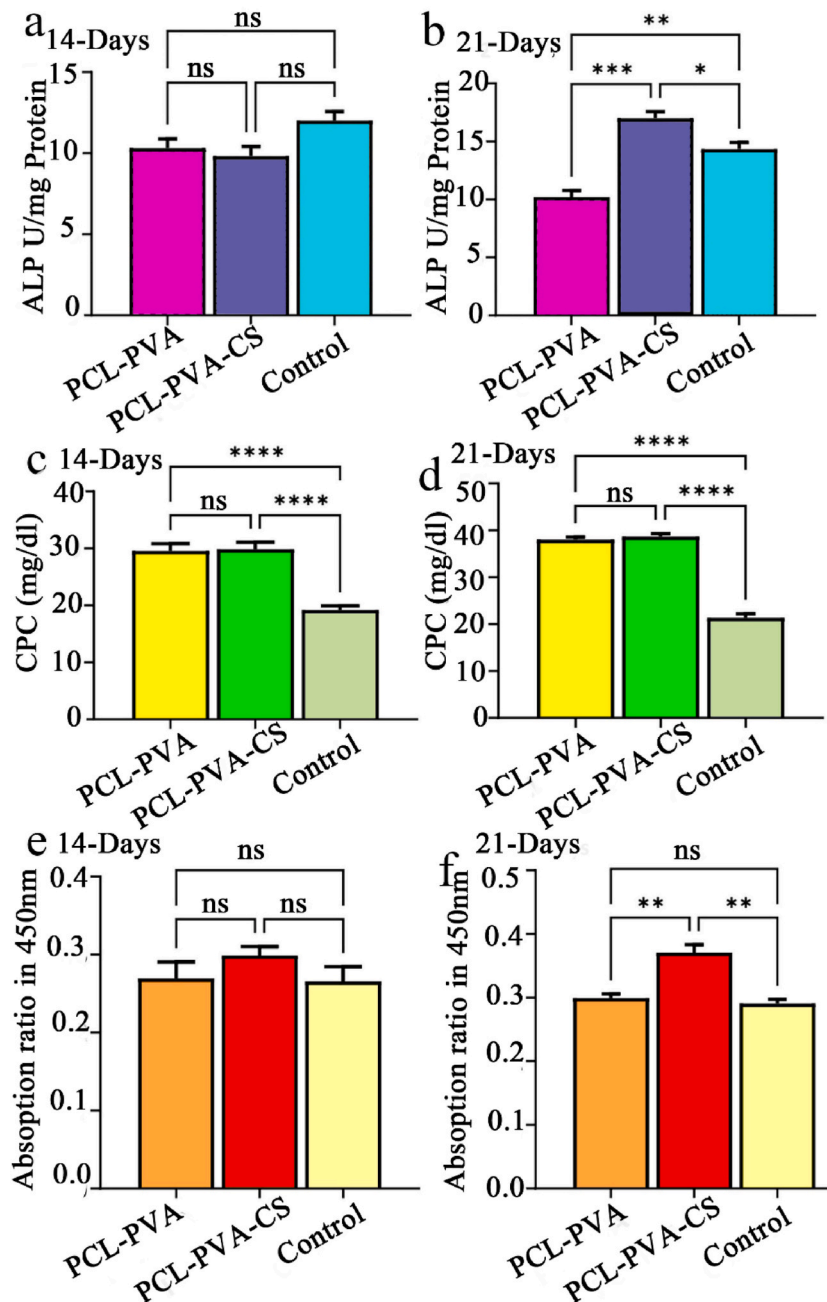 a
14-Days
ns
ns
ns
15
10
5
0
ALP U/mg Protein
PCL-PVA
PCL-PVA-CS
Control
b
21-Days
**
***
*
20
15
10
5
0
ALP U/mg Protein
PCL-PVA
PCL-PVA-CS
Control
c
14-Days
****
ns
****
40
30
20
10
0
CPC (mg/dl)
PCL-PVA
PCL-PVA-CS
Control
d
21-Days
****
ns
****
50
40
30
20
10
0
CPC (mg/dl)
PCL-PVA
PCL-PVA-CS
Control
e
14-Days
ns
ns
ns
0.4
0.3
0.2
0.1
0.0
Absoption ratio in 450nm
PCL-PVA
PCL-PVA-CS
Control
f
21-Days
ns
**
**
0.5
0.4
0.3
0.2
0.1
0.0
Absoption ratio in 450nm
PCL-PVA
PCL-PVA-CS
Control